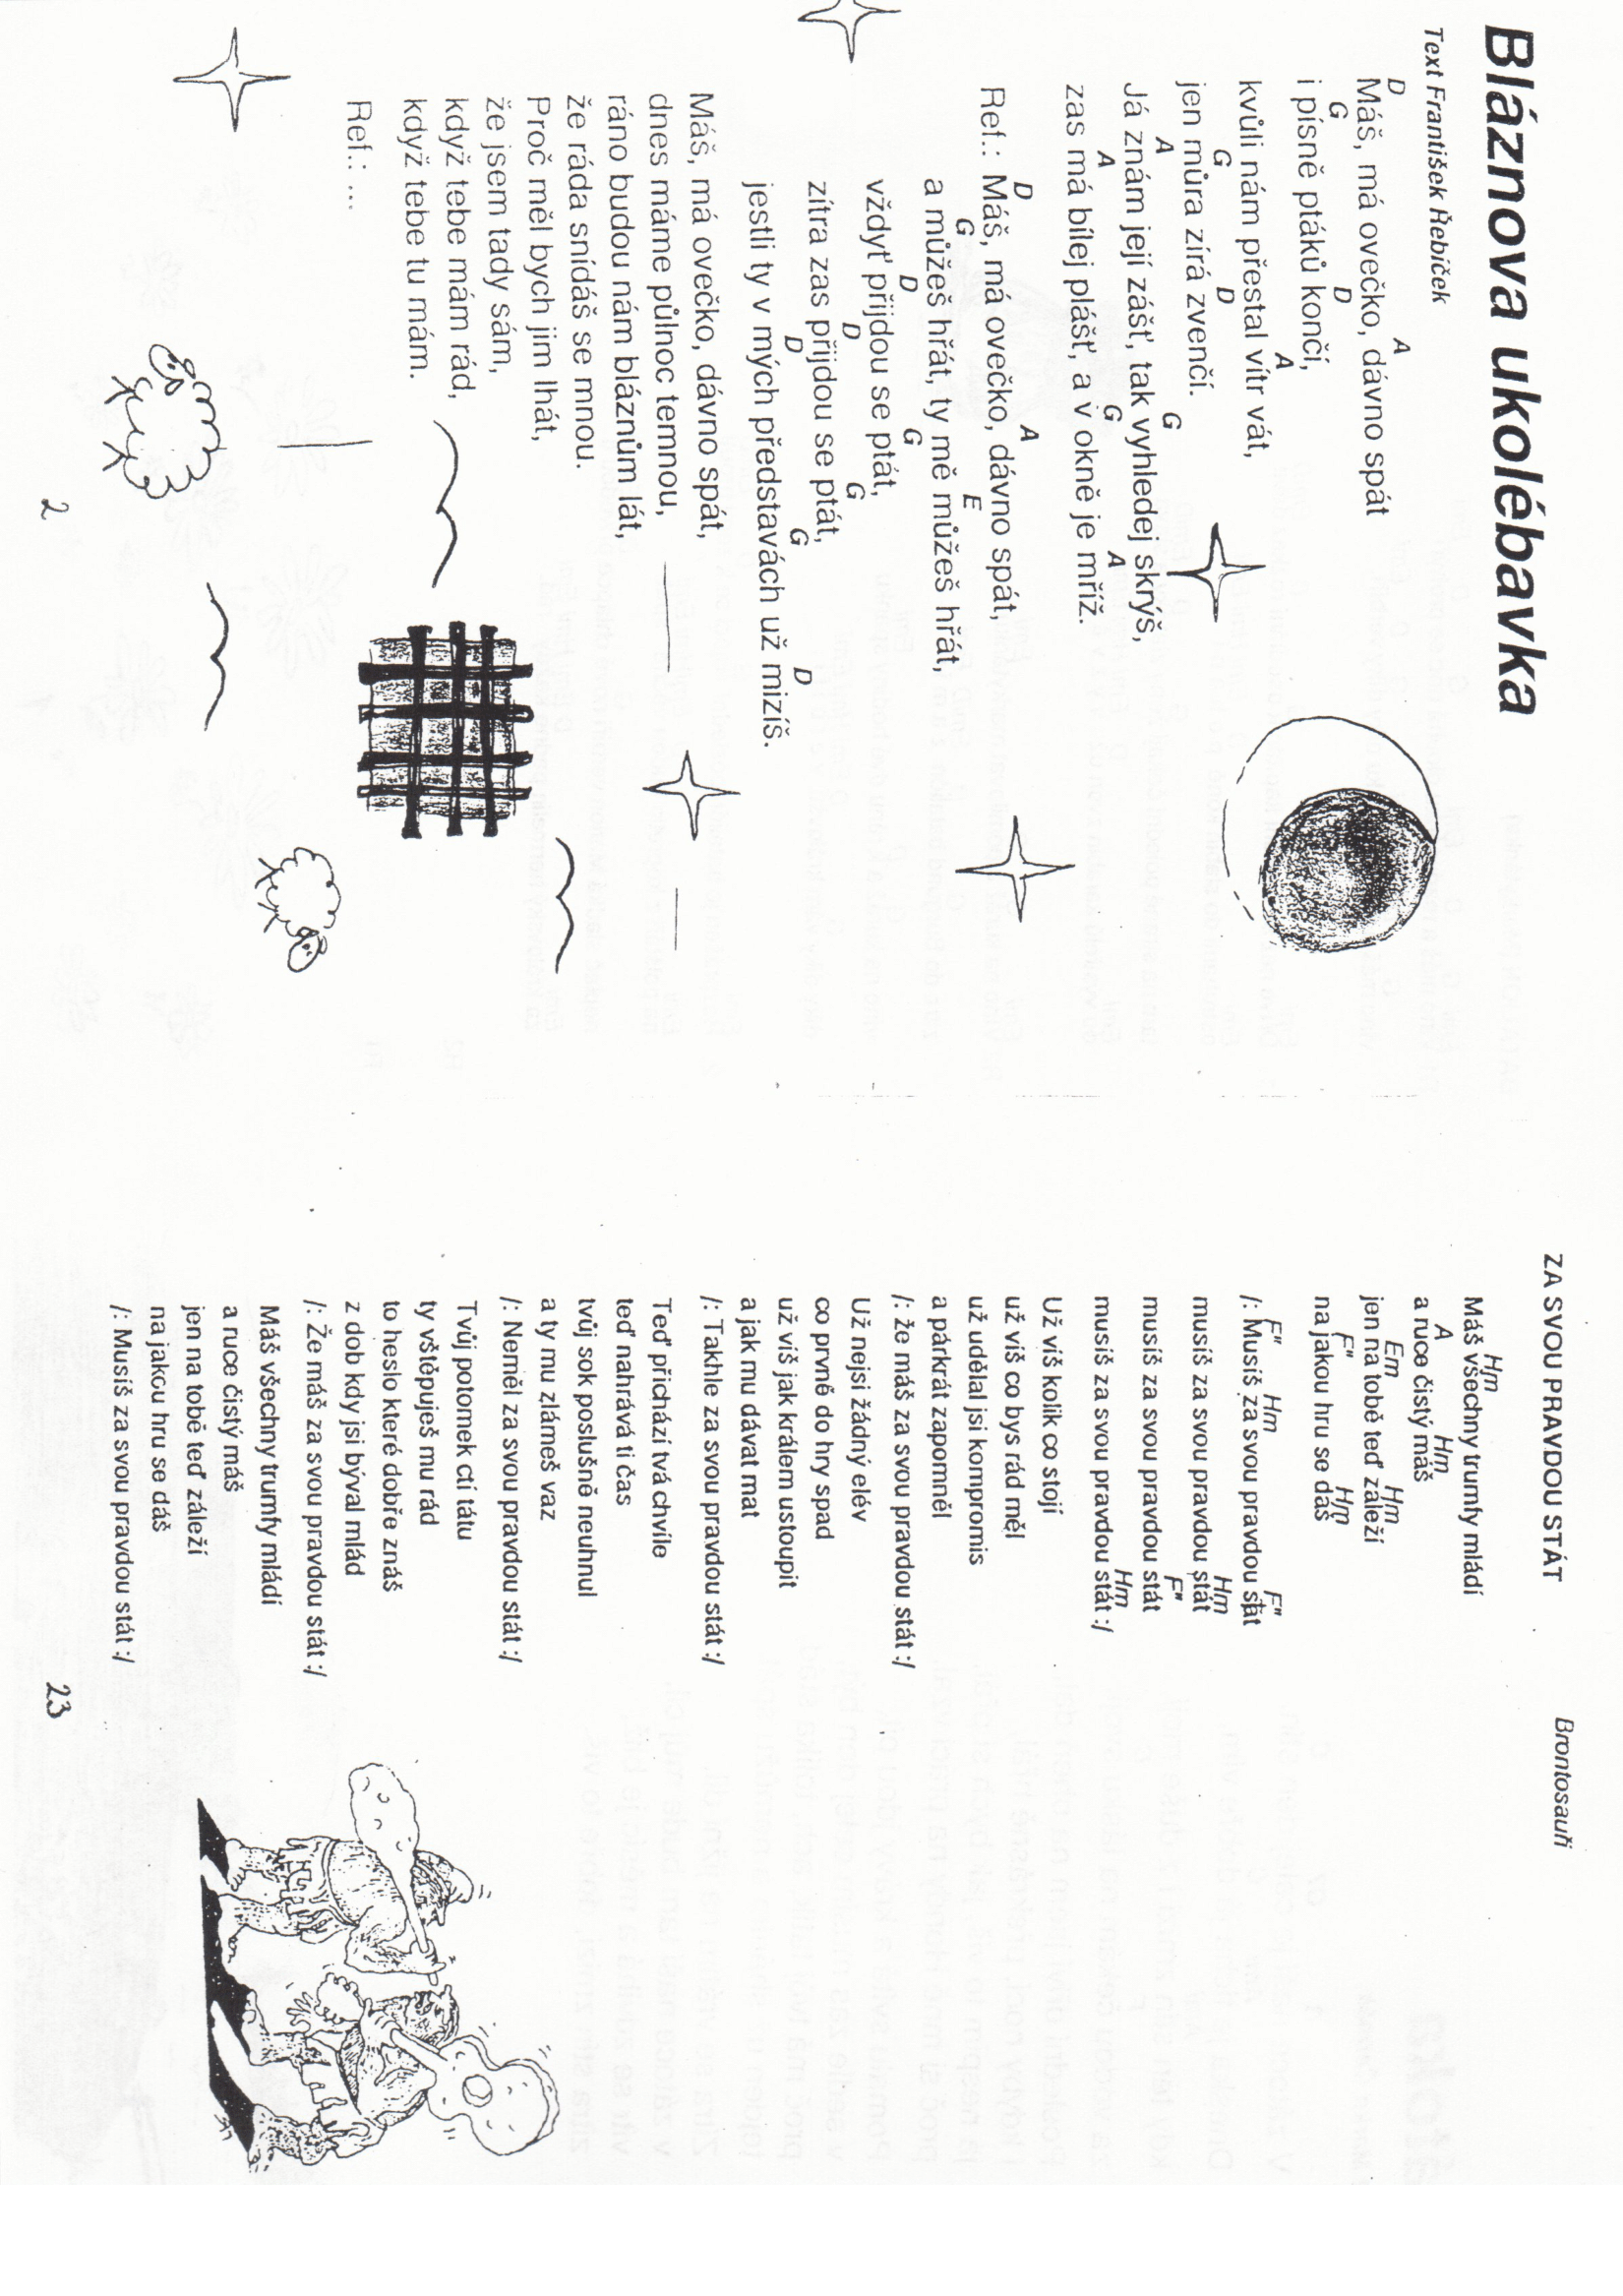 Bláznova ukolébavka
Text František Řebíček
D A
Máš, má ovečko, dávno spát
G D
i písně ptáků končí,
A
kvůli nám přestal vítr vát,
G D
jen můra zírá zvenčí.
A G
Já znám její zášť, tak vyhledej skrýš,
A G A
zas má bílej plášť, a v okně je mříž.
D A
Ref.: Máš, má ovečko, dávno spát,
G E
a můžeš hřát, ty mě můžeš hřát,
D G
vždyť přijdou se ptát,
D G
zítra zas přijdou se ptát,
D G D
jestli ty v mých představách už mizíš.
Máš, má ovečko, dávno spát,
dnes máme půlnoc temnou,
ráno budou nám bláznům lát,
že ráda snídáš se mnou.
Proč měl bych jim lhát,
že jsem tady sám,
když tebe mám rád,
když tebe tu mám.
Ref.: ...
2
ZA SVOU PRAVDOU STÁT
Brontosauři
Hm
Máš všechny trumfy mládí
A Hm
a ruce čistý máš
Em Hm
jen na tobě teď záleží
F" Hm
na jakou hru se dáš
F" Hm F"
/: Musíš za svou pravdou stát
Hm
musíš za svou pravdou stát
F"
musíš za svou pravdou stát
Hm
musíš za svou pravdou stát :/
Už víš kolik co stojí
už víš co bys rád měl
už udělal jsi kompromis
a párkrát zapomněl
/: že máš za svou pravdou stát :/
Už nejsi žádný elév
co prvně do hry spad
už víš jak králem ustoupit
a jak mu dávat mat
/: Takhle za svou pravdou stát :/
Teď přichází tvá chvíle
teď nahrává ti čas
tvůj sok poslušně neuhnul
a ty mu zlámeš vaz
/: Neměl za svou pravdou stát :/
Tvůj potomek ctí tátu
ty vštěpuješ mu rád
to heslo které dobře znáš
z dob kdy jsi býval mlád
/: Že máš za svou pravdou stát :/
Máš všechny trumfy mládí
a ruce čistý máš
jen na tobě teď záleží
na jakou hru se dáš
/: Musíš za svou pravdou stát :/
23